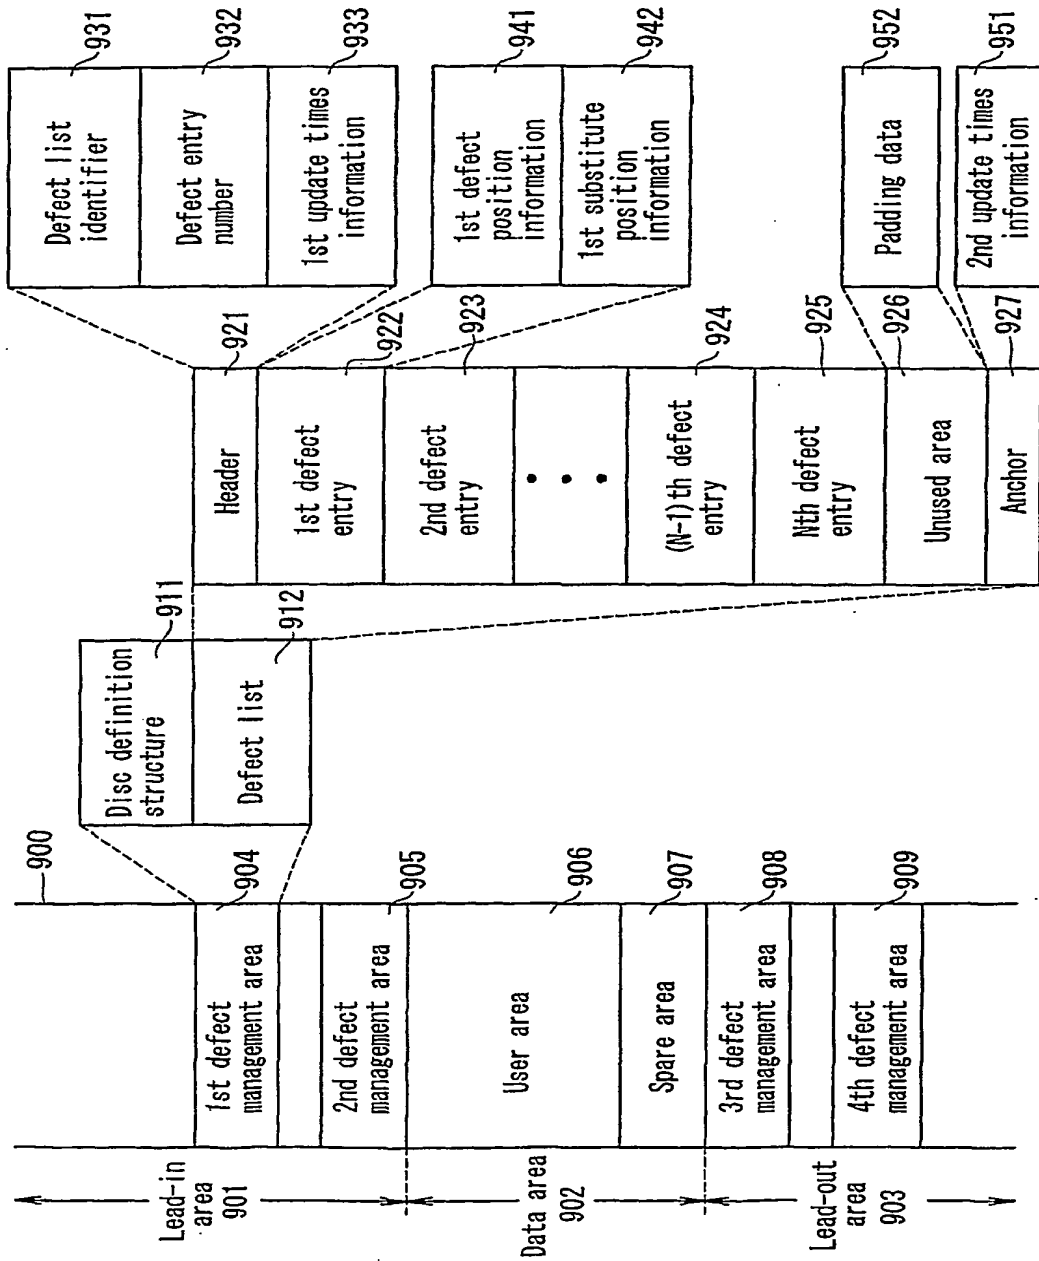 900
Lead-in
area
901
Data area
902
Lead-out
area
903
1st defect
management area
904
2nd defect
management area
905
User area
906
Spare area
907
3rd defect
management area
908
4th defect
management area
909
Disc definition
structure
911
Defect list
912
Header
921
1st defect
entry
922
2nd defect
entry
923
(N-1)th defect
entry
924
Nth defect
entry
925
Unused area
926
Anchor
927
Defect list
identifier
931
Defect entry
number
932
1st update times
information
933
1st defect
position
information
941
1st substitute
position
information
942
Padding data
952
2nd update times
information
951